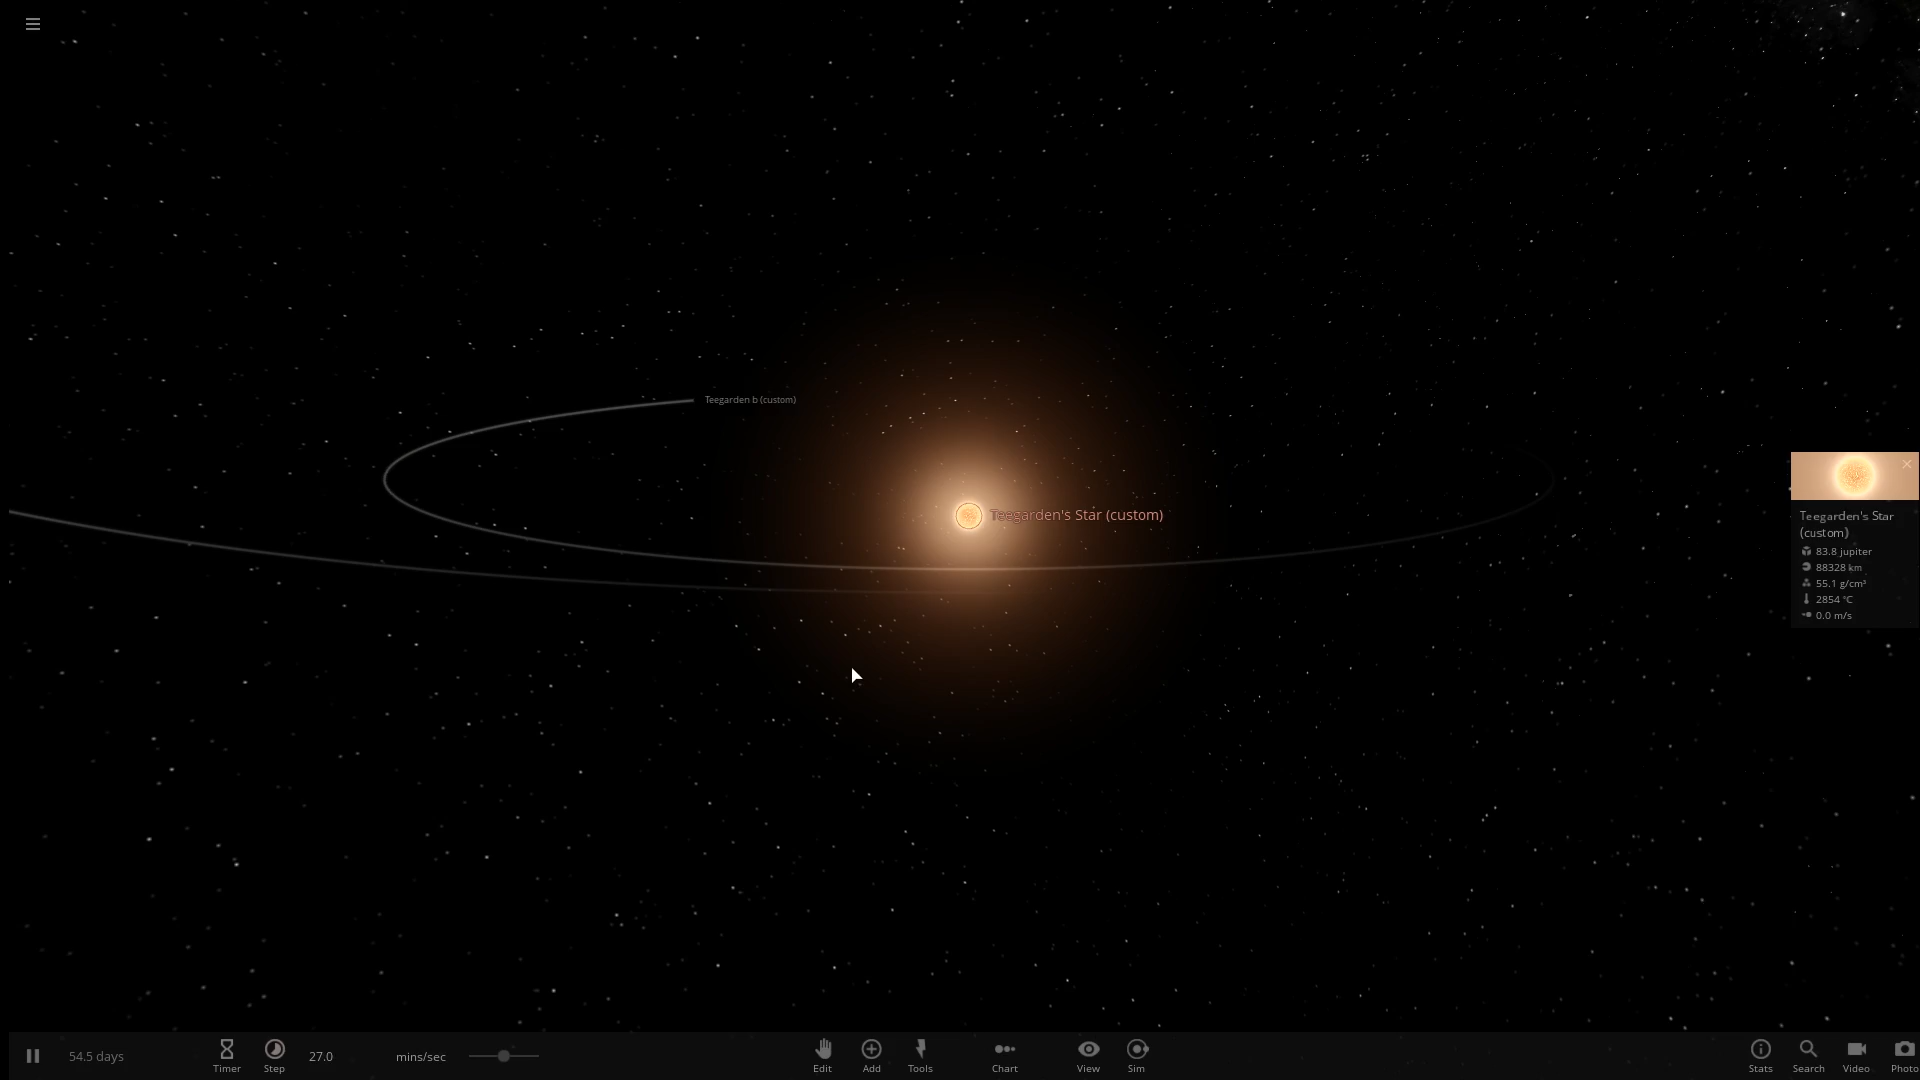 Teegarden b (custom)
Teegarden's Star (custom)
Teegarden's Star
(custom)
83.8 jupiter
88328 km
55.1 g/cm³
2854 °C
0.0 m/s
54.5 days
Timer
Step
27.0
mins/sec
Edit
Add
Tools
Chart
View
Sim
Stats
Search
Video
Photo